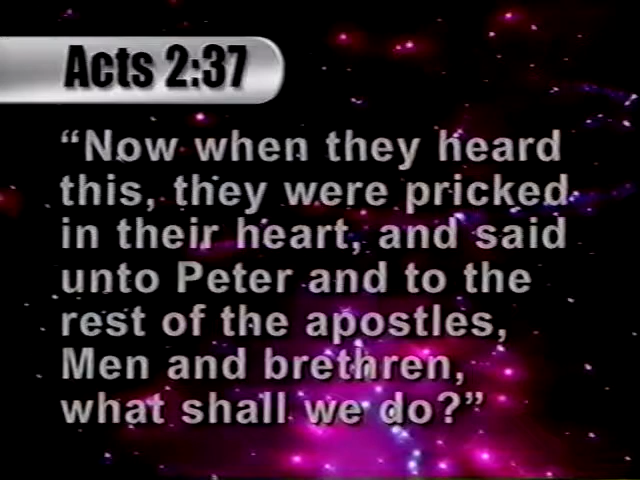 Acts 2:37
“Now when they heard
this, they were pricked
in their heart, and said
unto Peter and to the
rest of the apostles,
Men and brethren,
what shall we do?”